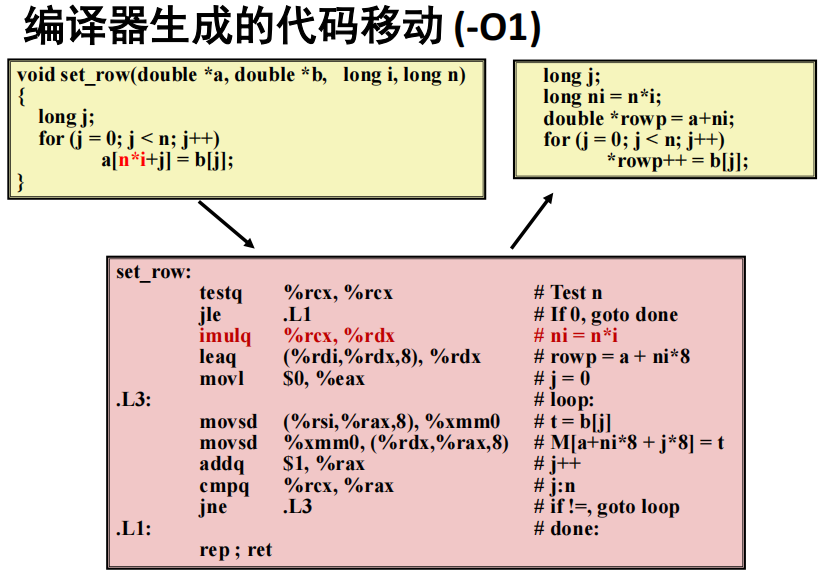 编译器生成的代码移动 (-O1)
void set_row(double *a, double *b, long i, long n)
{
long j;
for (j = 0; j < n; j++)
a[n*i+j] = b[j];
}
long j;
long ni = n*i;
double *rowp = a+ni;
for (j = 0; j < n; j++)
*rowp++ = b[j];
set_row:
testq %rcx, %rcx # Test n
jle .L1 # If 0, goto done
imulq %rcx, %rdx # ni = n*i
leaq (%rdi,%rdx,8), %rdx # rowp = a + ni*8
movl $0, %eax # j = 0
.L3: # loop:
movsd (%rsi,%rax,8), %xmm0 # t = b[j]
movsd %xmm0, (%rdx,%rax,8) # M[a+ni*8 + j*8] = t
addq $1, %rax # j++
cmpq %rcx, %rax # j:n
jne .L3 # if !=, goto loop
.L1: # done:
rep ; ret